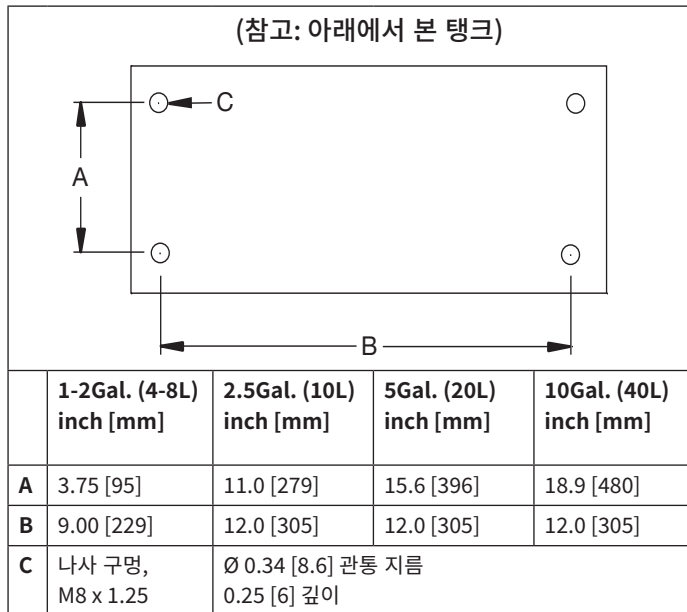 (참고: 아래에서 본 탱크)
C
A
B
1-2Gal. (4-8L) 2.5Gal. (10L) 5Gal. (20L) 10Gal. (40L)
inch [mm] inch [mm] inch [mm] inch [mm]
A 3.75 [95] 11.0 [279] 15.6 [396] 18.9 [480]
B 9.00 [229] 12.0 [305] 12.0 [305] 12.0 [305]
C 나사 구멍, Ø 0.34 [8.6] 관통 지름
M8 x 1.25 0.25 [6] 깊이